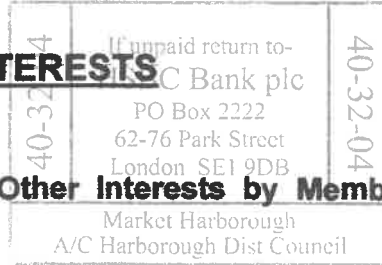 40-32-04
If unpaid return to-
TERESTS
C Bank plc
PO Box 2222
62-76 Park Street
London SE1 9DB
40-32-04
Other Interests by Memb
Market Harborough
A/C Harborough Dist Council